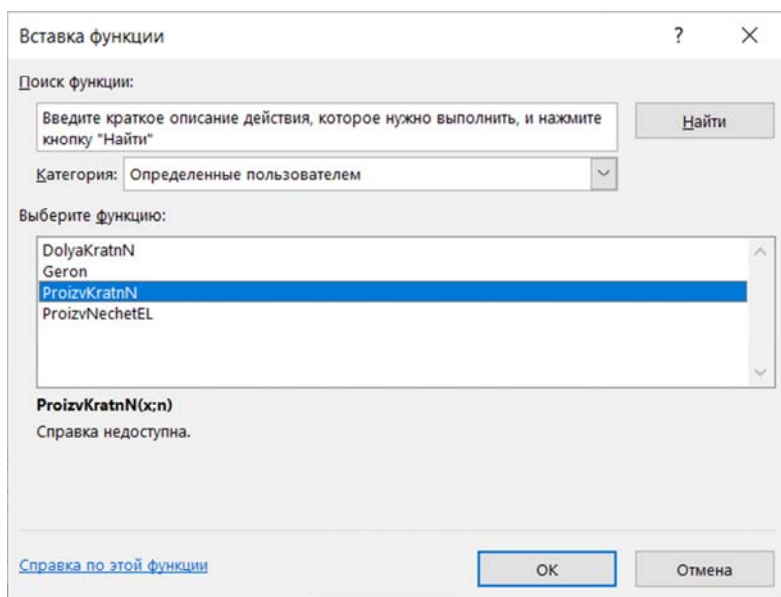 Вставка функции
?
Поиск функции:
Введите краткое описание действия, которое нужно выполнить, и нажмите
кнопку "Найти"
Найти
Категория: Определенные пользователем
Выберите функцию:
DolyaKratnN
Geron
ProizvKratnN
ProizvNechetEL
ProizvKratnN(x;n)
Справка недоступна.
Справка по этой функции
ОК
Отмена